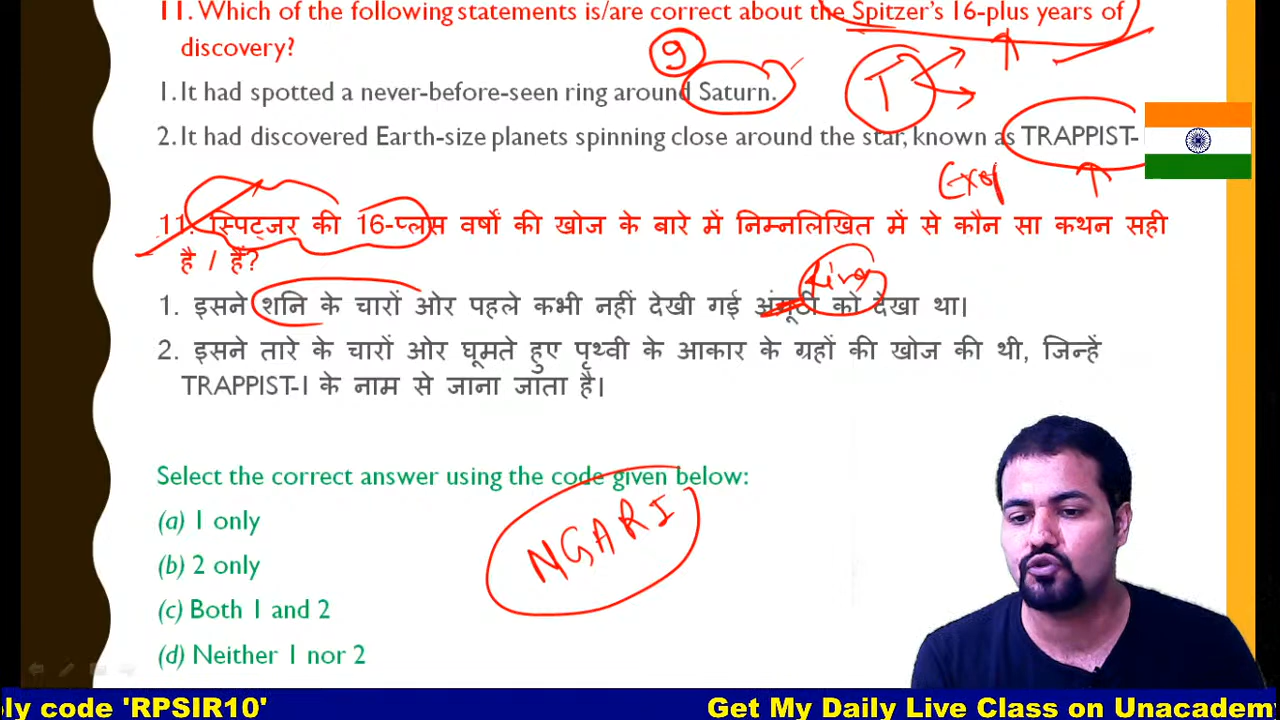 11. Which of the following statements is/are correct about the Spitzer's 16-plus years of
discovery?
9
1. It had spotted a never-before-seen ring around Saturn.
T
2. It had discovered Earth-size planets spinning close around the star, known as TRAPPIST-
11. स्पिट्जर की 16-प्लस वर्षों की खोज के बारे में निम्नलिखित में से कौन सा कथन सही
है / हैं?
Ring
1. इसने शनि के चारों ओर पहले कभी नहीं देखी गई अंगूठी को देखा था।
2. इसने तारे के चारों ओर घूमते हुए पृथ्वी के आकार के ग्रहों की खोज की थी, जिन्हें
TRAPPIST-1 के नाम से जाना जाता है।
Select the correct answer using the code given below:
NGARI
(a) 1 only
(b) 2 only
(c) Both 1 and 2
(d) Neither 1 nor 2
ly code 'RPSIR10' Get My Daily Live Class on Unacadem